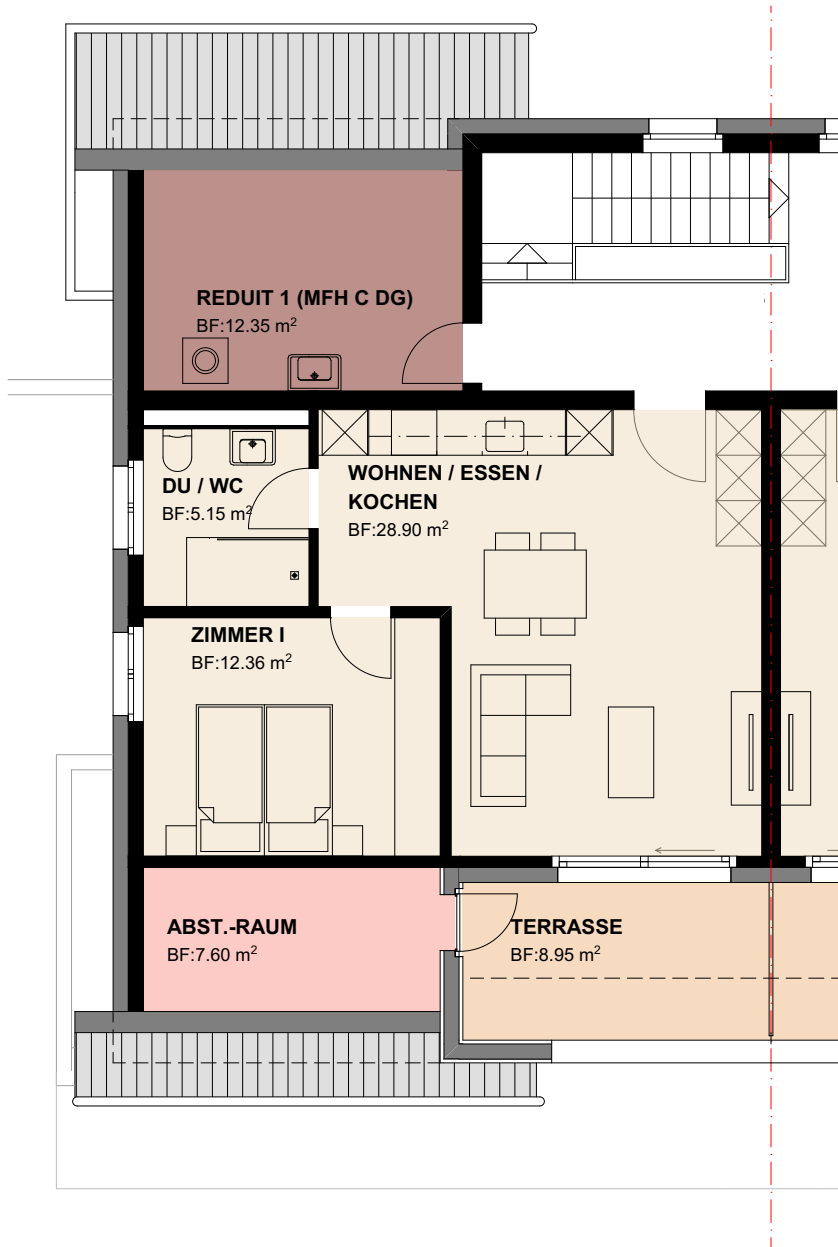 REDUIT 1 (MFH C DG)
BF:12.35 m²
DU / WC
BF:5.15 m²
WOHNEN / ESSEN /
KOCHEN
BF:28.90 m²
ZIMMER I
BF:12.36 m²
ABST.-RAUM
BF:7.60 m²
TERRASSE
BF:8.95 m²